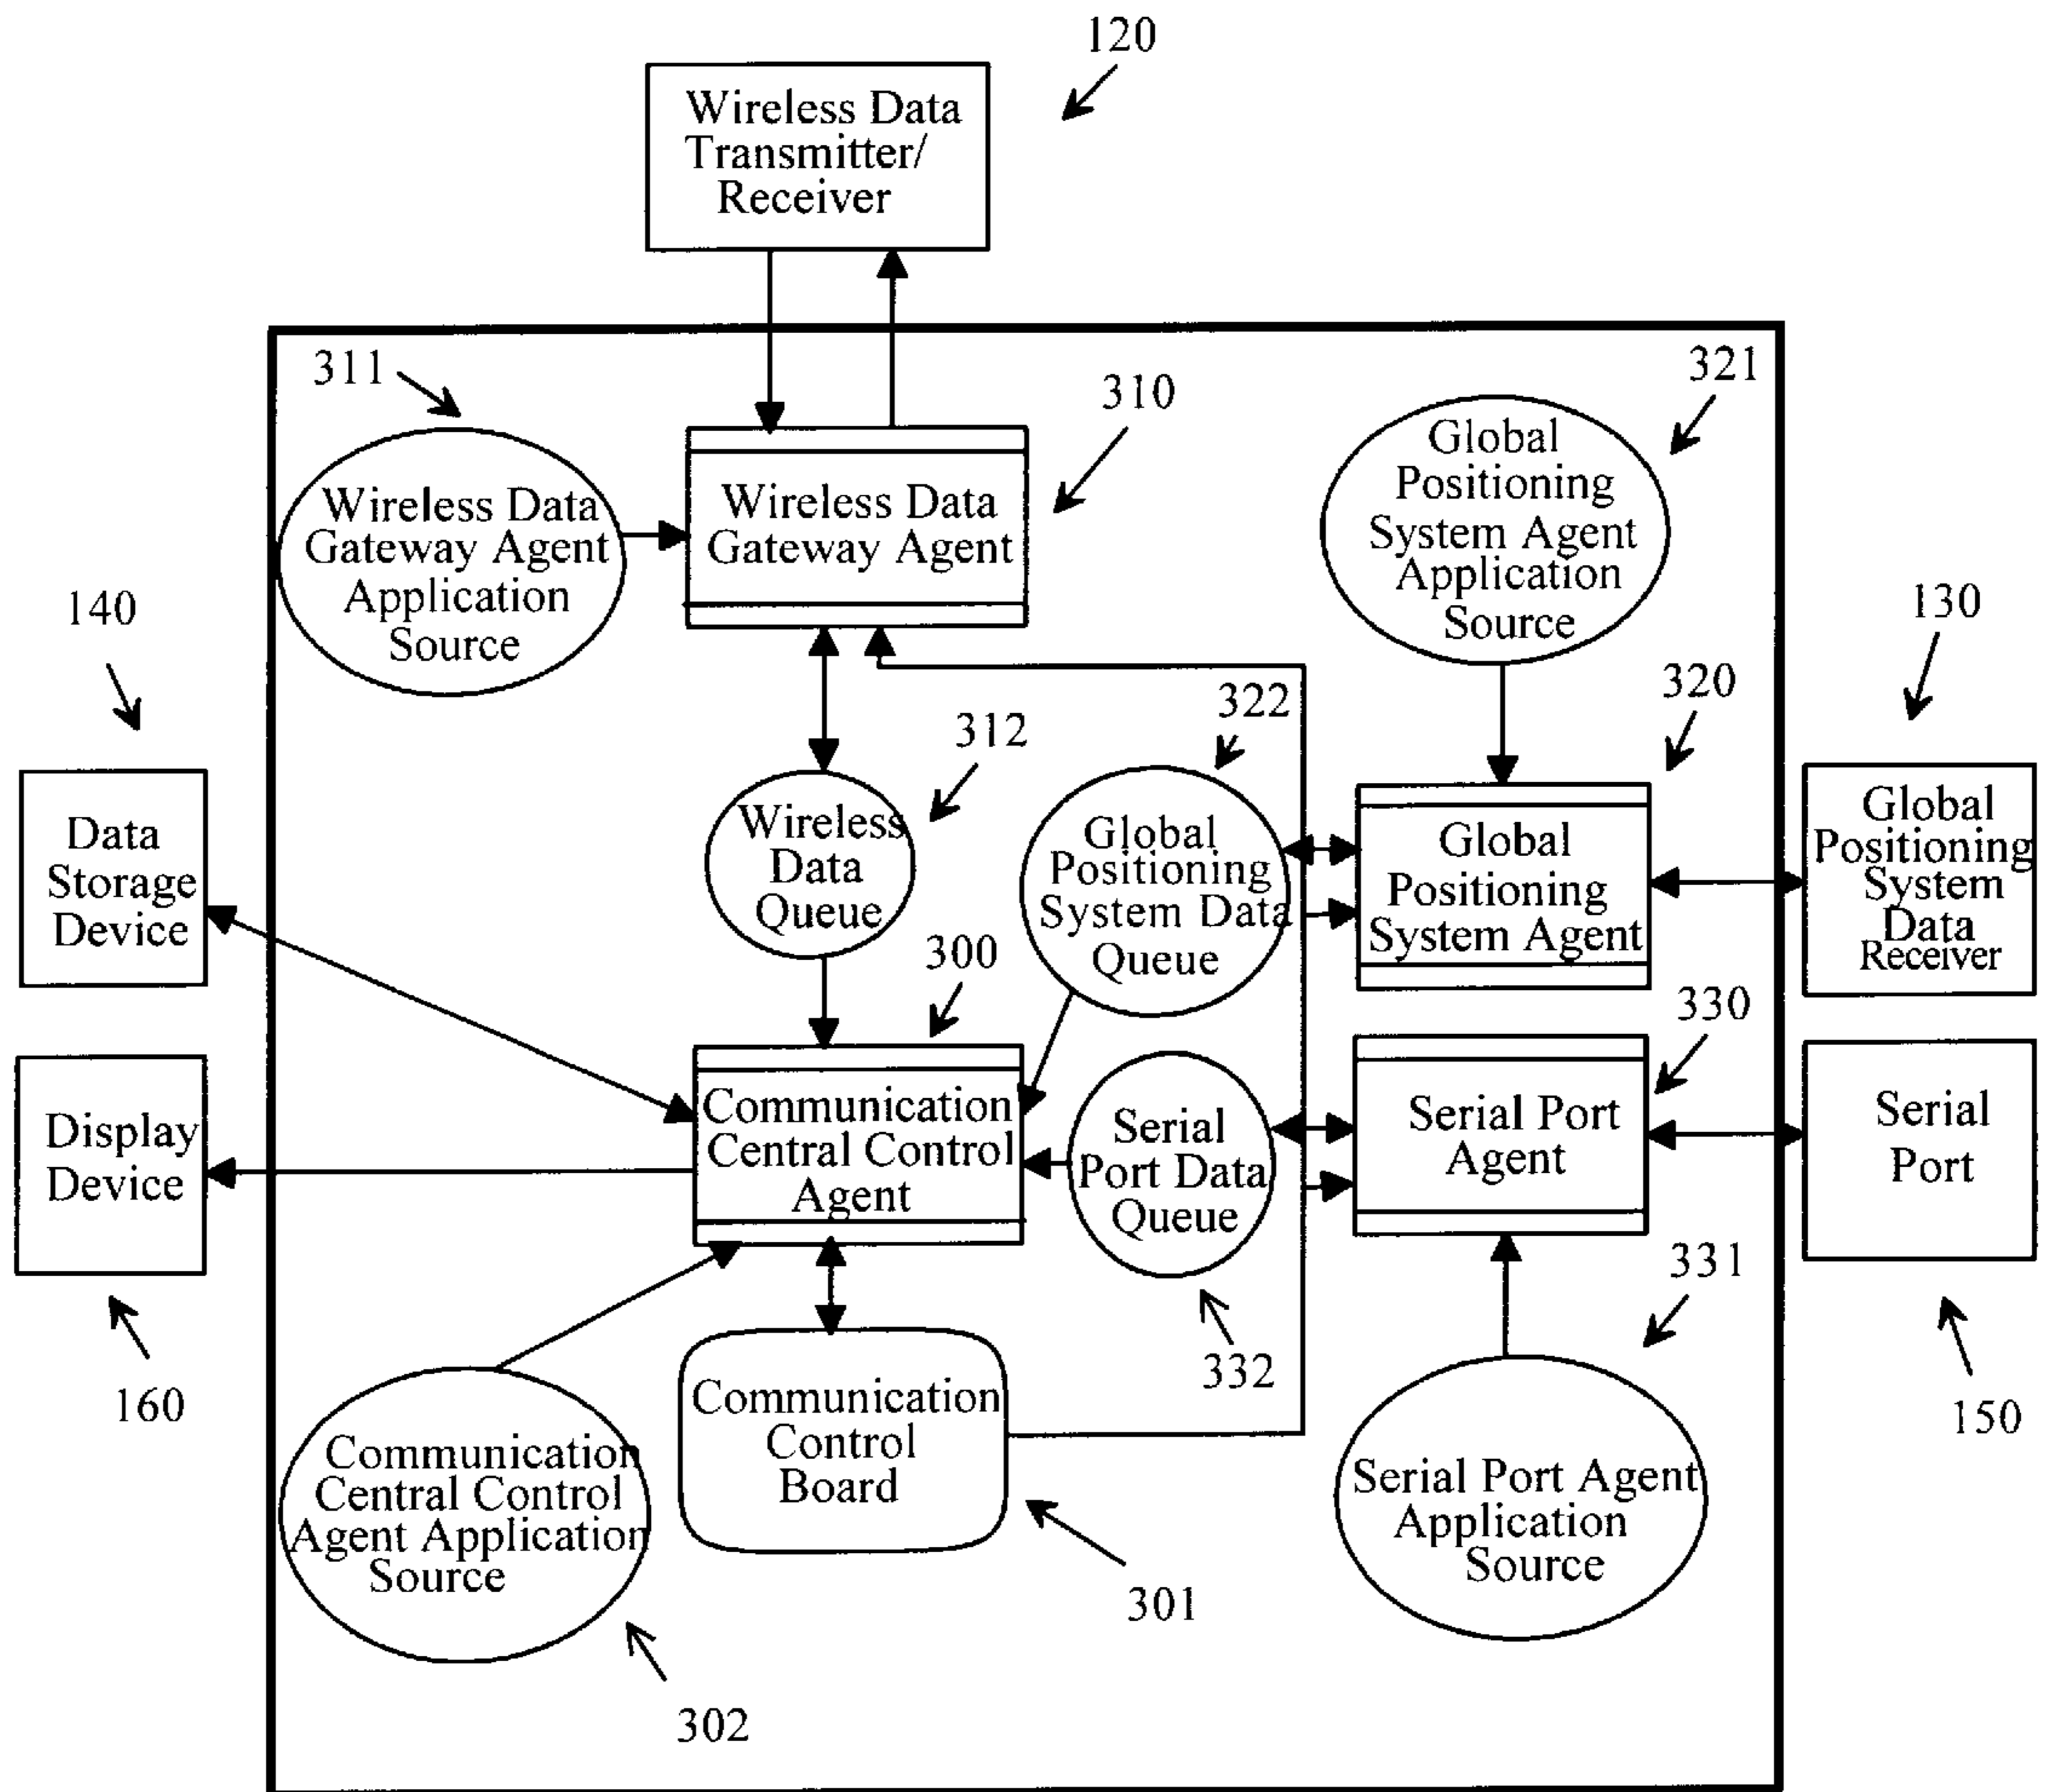 120
Wireless Data
Transmitter/
Receiver
311
310
321
Wireless Data
Gateway Agent
Application
Source
Wireless Data
Gateway Agent
Global
Positioning
System Agent
Application
Source
140
130
320
322
312
Data
Storage
Device
Wireless
Data
Queue
Global
Positioning
System Data
Queue
Global
Positioning
System Agent
Global
Positioning
System
Data
Receiver
300
330
Display
Device
Communication
Central Control
Agent
Serial
Port Data
Queue
Serial Port
Agent
Serial
Port
331
332
160
150
Communication
Control
Board
Communication
Central Control
Agent Application
Source
Serial Port Agent
Application
Source
301
302